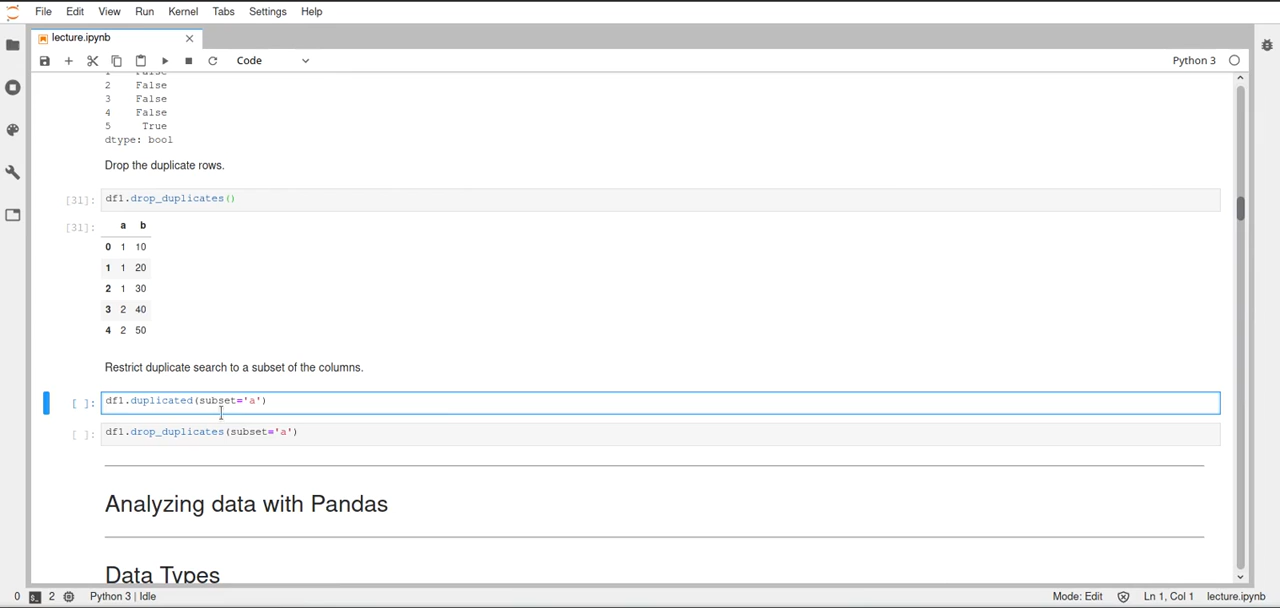 File Edit View Run Kernel Tabs Settings Help
lecture.ipynb
Code
Python 3
1 False
2 False
3 False
4 False
5 True
dtype: bool
Drop the duplicate rows.
[31]: df1.drop_duplicates()
[31]:
a b
0 1 10
1 1 20
2 1 30
3 2 40
4 2 50
Restrict duplicate search to a subset of the columns.
[ ]: df1.duplicated(subset='a')
[ ]: df1.drop_duplicates(subset='a')
Analyzing data with Pandas
Data Types
0 2 Python 3 | Idle Mode: Edit Ln 1, Col 1 lecture.ipynb